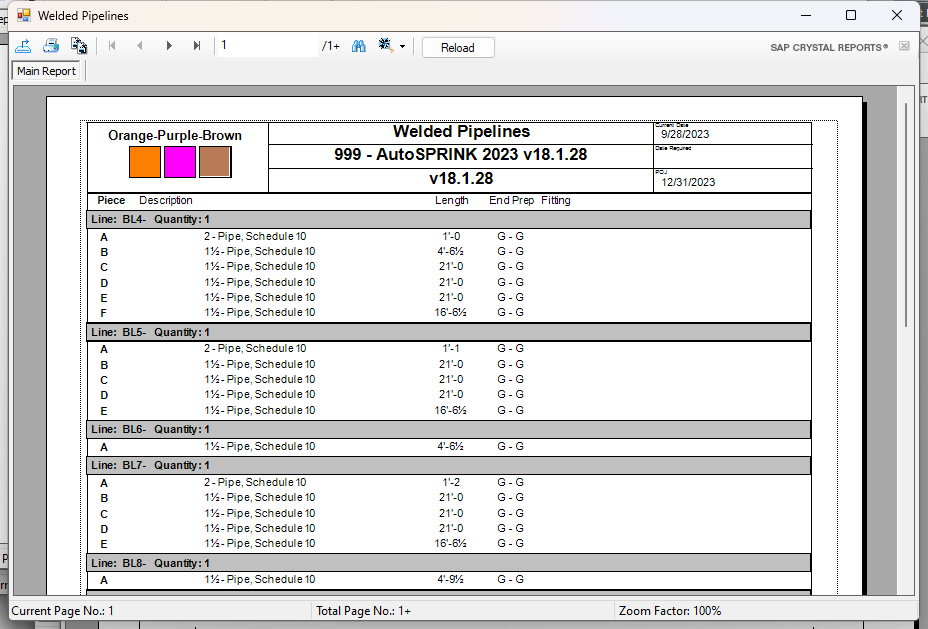 Welded Pipelines
1 /1+ Reload SAP CRYSTAL REPORTS®
Main Report
Orange-Purple-Brown
Welded Pipelines
999 - AutoSPRINK 2023 v18.1.28
v18.1.28
Current Date
9/28/2023
Date Required
12/31/2023
Piece Description Length End Prep Fitting
Line: BL4- Quantity: 1
A 2 - Pipe, Schedule 10 1'-0 G - G
B 1½ - Pipe, Schedule 10 4'-6½ G - G
C 1½ - Pipe, Schedule 10 21'-0 G - G
D 1½ - Pipe, Schedule 10 21'-0 G - G
E 1½ - Pipe, Schedule 10 21'-0 G - G
F 1½ - Pipe, Schedule 10 16'-6½ G - G
Line: BL5- Quantity: 1
A 2 - Pipe, Schedule 10 1'-1 G - G
B 1½ - Pipe, Schedule 10 21'-0 G - G
C 1½ - Pipe, Schedule 10 21'-0 G - G
D 1½ - Pipe, Schedule 10 21'-0 G - G
E 1½ - Pipe, Schedule 10 16'-6½ G - G
Line: BL6- Quantity: 1
A 1½ - Pipe, Schedule 10 4'-6½ G - G
Line: BL7- Quantity: 1
A 2 - Pipe, Schedule 10 1'-2 G - G
B 1½ - Pipe, Schedule 10 21'-0 G - G
C 1½ - Pipe, Schedule 10 21'-0 G - G
D 1½ - Pipe, Schedule 10 21'-0 G - G
E 1½ - Pipe, Schedule 10 16'-6½ G - G
Line: BL8- Quantity: 1
A 1½ - Pipe, Schedule 10 4'-9½ G - G
Current Page No.: 1 Total Page No.: 1+ Zoom Factor: 100%